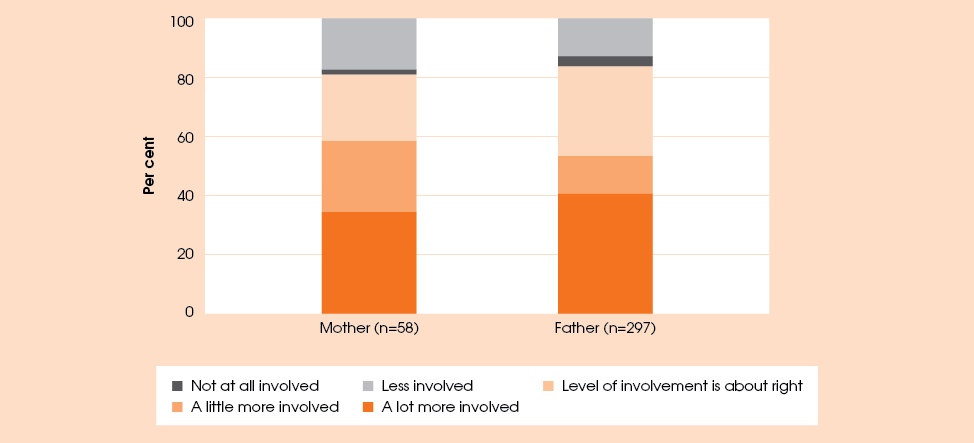 100
80
60
40
20
0
Per cent
Mother (n=58) Father (n=297)
Not at all involved Less involved Level of involvement is about right
A little more involved A lot more involved